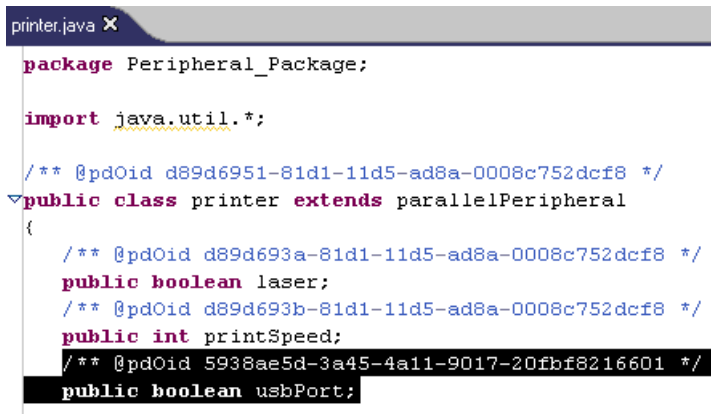 printer.java
package Peripheral_Package;
import java.util.*;
/** @pdOid d89d6951-81d1-11d5-ad8a-0008c752dcf8 */
public class printer extends parallelPeripheral
{
/** @pdOid d89d693a-81d1-11d5-ad8a-0008c752dcf8 */
public boolean laser;
/** @pdOid d89d693b-81d1-11d5-ad8a-0008c752dcf8 */
public int printSpeed;
/** @pdOid 5938ae5d-3a45-4a11-9017-20fbf8216601 */
public boolean usbPort;